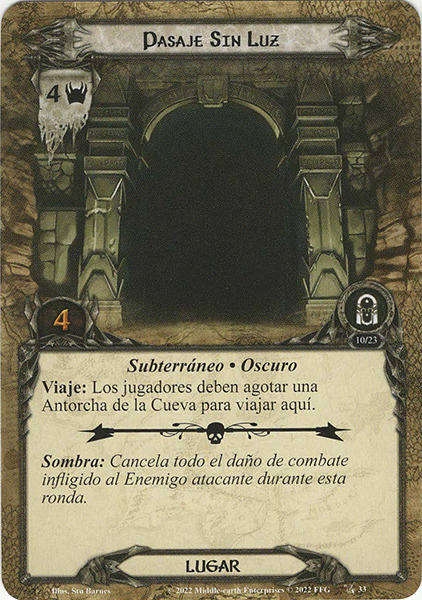 Pasaje Sin Luz
4
4
10/23
Subterráneo • Oscuro
Viaje: Los jugadores deben agotar una
Antorcha de la Cueva para viajar aquí.
Sombra: Cancela todo el daño de combate
infligido al Enemigo atacante durante esta
ronda.
LUGAR
Illus. Stu Barnes © 2022 Middle-earth Enterprises © 2022 FFG 33